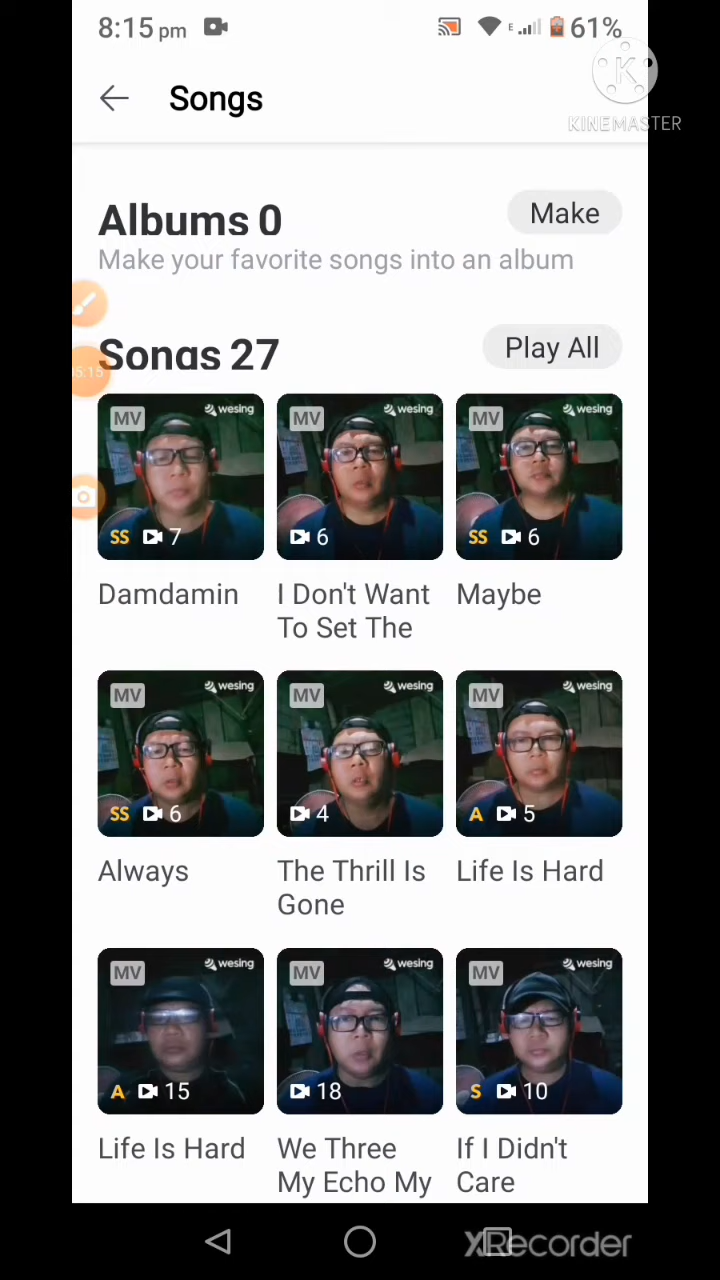 8:15 pm
E
61%
Songs
K
KINEMASTER
Albums 0
Make
Make your favorite songs into an album
Songs 27
Play All
05:15
MV
wesing
SS 7
MV
wesing
6
MV
wesing
SS 6
Damdamin
I Don't Want
To Set The
Maybe
MV
wesing
SS 6
MV
wesing
4
MV
wesing
A 5
Always
The Thrill Is
Gone
Life Is Hard
MV
wesing
A 15
MV
wesing
18
MV
wesing
S 10
Life Is Hard
We Three
My Echo My
If I Didn't
Care
XRecorder